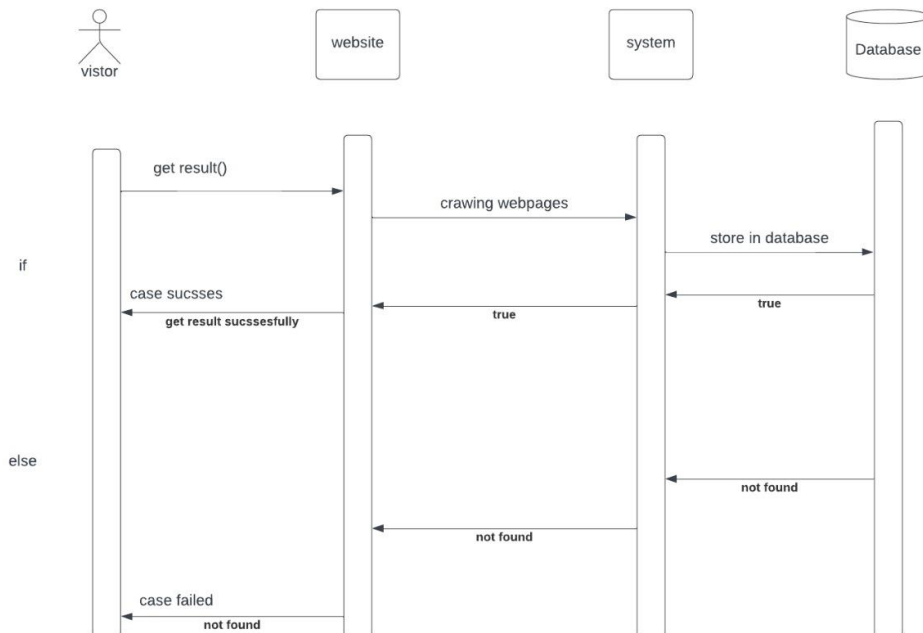 vistor
website
system
Database
get result()
crawing webpages
store in database
if
case sucsses
get result sucssesfully
true
true
else
not found
not found
case failed
not found